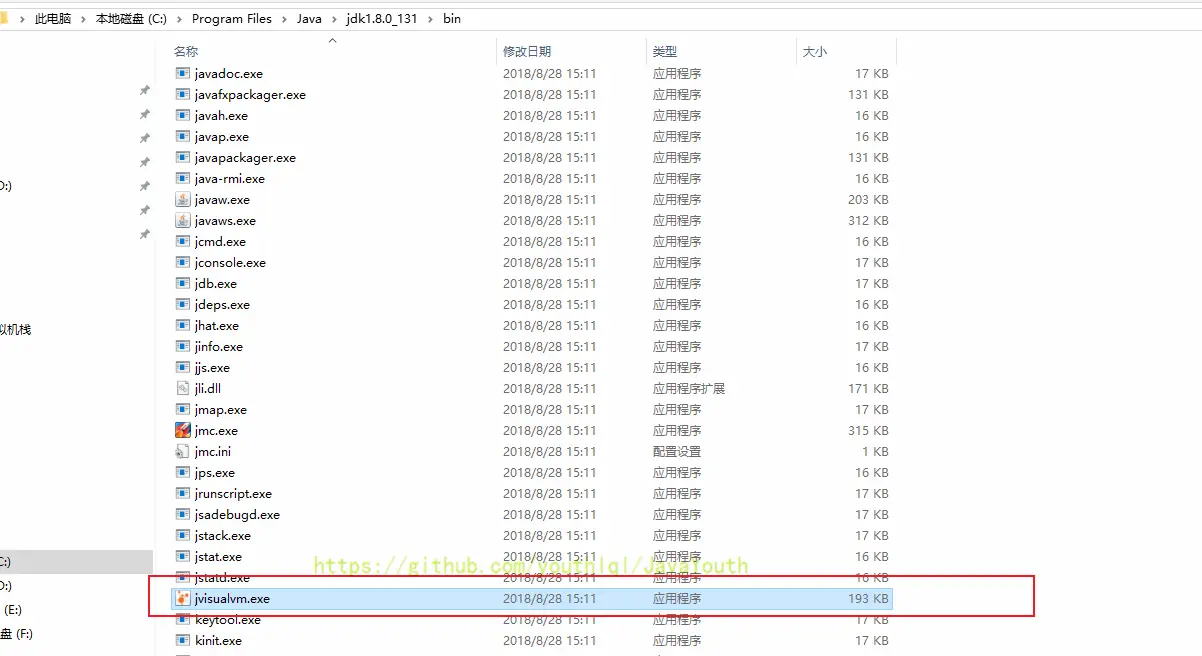 此电脑 › 本地磁盘 (C:) › Program Files › Java › jdk1.8.0_131 › bin
名称 修改日期 类型 大小
javadoc.exe 2018/8/28 15:11 应用程序 17 KB
javafxpackager.exe 2018/8/28 15:11 应用程序 131 KB
javah.exe 2018/8/28 15:11 应用程序 16 KB
javap.exe 2018/8/28 15:11 应用程序 16 KB
javapackager.exe 2018/8/28 15:11 应用程序 131 KB
java-rmi.exe 2018/8/28 15:11 应用程序 16 KB
D:)
javaw.exe 2018/8/28 15:11 应用程序 203 KB
javaws.exe 2018/8/28 15:11 应用程序 312 KB
jcmd.exe 2018/8/28 15:11 应用程序 16 KB
jconsole.exe 2018/8/28 15:11 应用程序 17 KB
jdb.exe 2018/8/28 15:11 应用程序 17 KB
jdeps.exe 2018/8/28 15:11 应用程序 16 KB
jhat.exe 2018/8/28 15:11 应用程序 16 KB
拟机栈
jinfo.exe 2018/8/28 15:11 应用程序 17 KB
jjs.exe 2018/8/28 15:11 应用程序 16 KB
jli.dll 2018/8/28 15:11 应用程序扩展 171 KB
jmap.exe 2018/8/28 15:11 应用程序 17 KB
jmc.exe 2018/8/28 15:11 应用程序 315 KB
jmc.ini 2018/8/28 15:11 配置设置 1 KB
jps.exe 2018/8/28 15:11 应用程序 16 KB
jrunscript.exe 2018/8/28 15:11 应用程序 17 KB
jsadebugd.exe 2018/8/28 15:11 应用程序 17 KB
jstack.exe 2018/8/28 15:11 应用程序 17 KB
jstat.exe 2018/8/28 15:11 应用程序 16 KB
C:)
https://github.com/youthlql/JavaYouth
jstatd.exe 2018/8/28 15:11 应用程序 16 KB
D:)
jvisualvm.exe 2018/8/28 15:11 应用程序 193 KB
(E:)
keytool.exe 2018/8/28 15:11 应用程序 17 KB
盘 (F:)
kinit.exe 2018/8/28 15:11 应用程序 17 KB